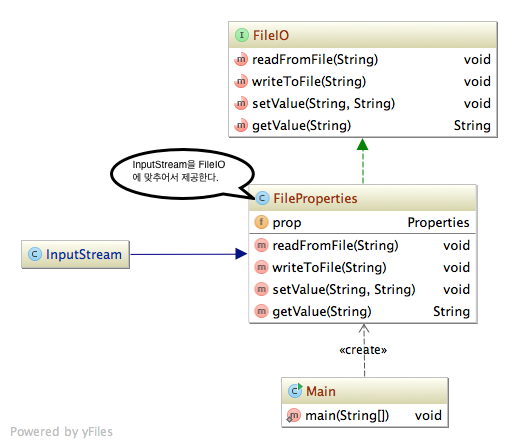 I FileIO
m readFromFile(String) void
m writeToFile(String) void
m setValue(String, String) void
m getValue(String) String
InputStream을 FileIO
에 맞추어서 제공한다.
C FileProperties
f prop Properties
m readFromFile(String) void
m writeToFile(String) void
m setValue(String, String) void
m getValue(String) String
C InputStream
«create»
C Main
m main(String[]) void
Powered by yFiles